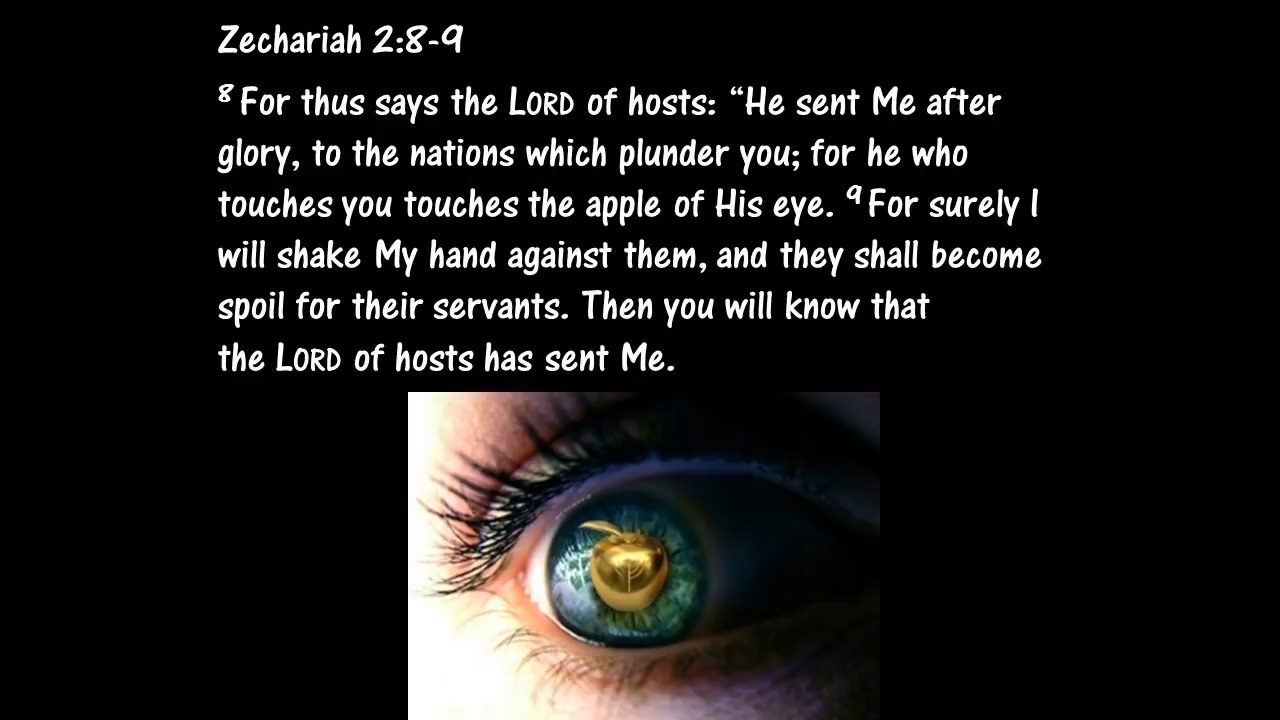 Zechariah 2:8-9
8 For thus says the LORD of hosts: “He sent Me after
glory, to the nations which plunder you; for he who
touches you touches the apple of His eye. 9 For surely I
will shake My hand against them, and they shall become
spoil for their servants. Then you will know that
the LORD of hosts has sent Me.